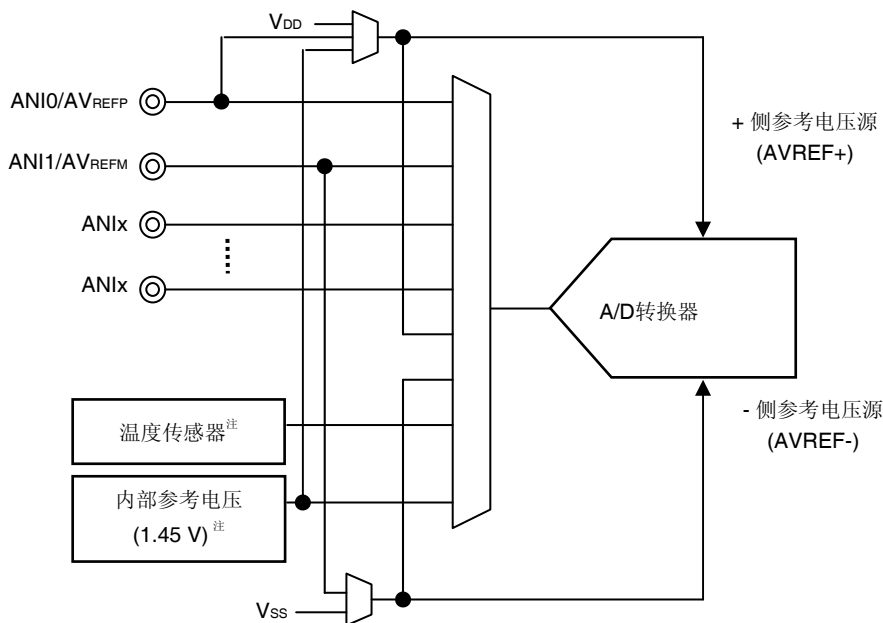 VDD
ANI0/AVREFP
ANI1/AVREFM
ANIx
ANIx
+ 侧参考电压源
(AVREF+)
A/D转换器
- 侧参考电压源
(AVREF-)
温度传感器注
内部参考电压
(1.45 V) 注
VSS